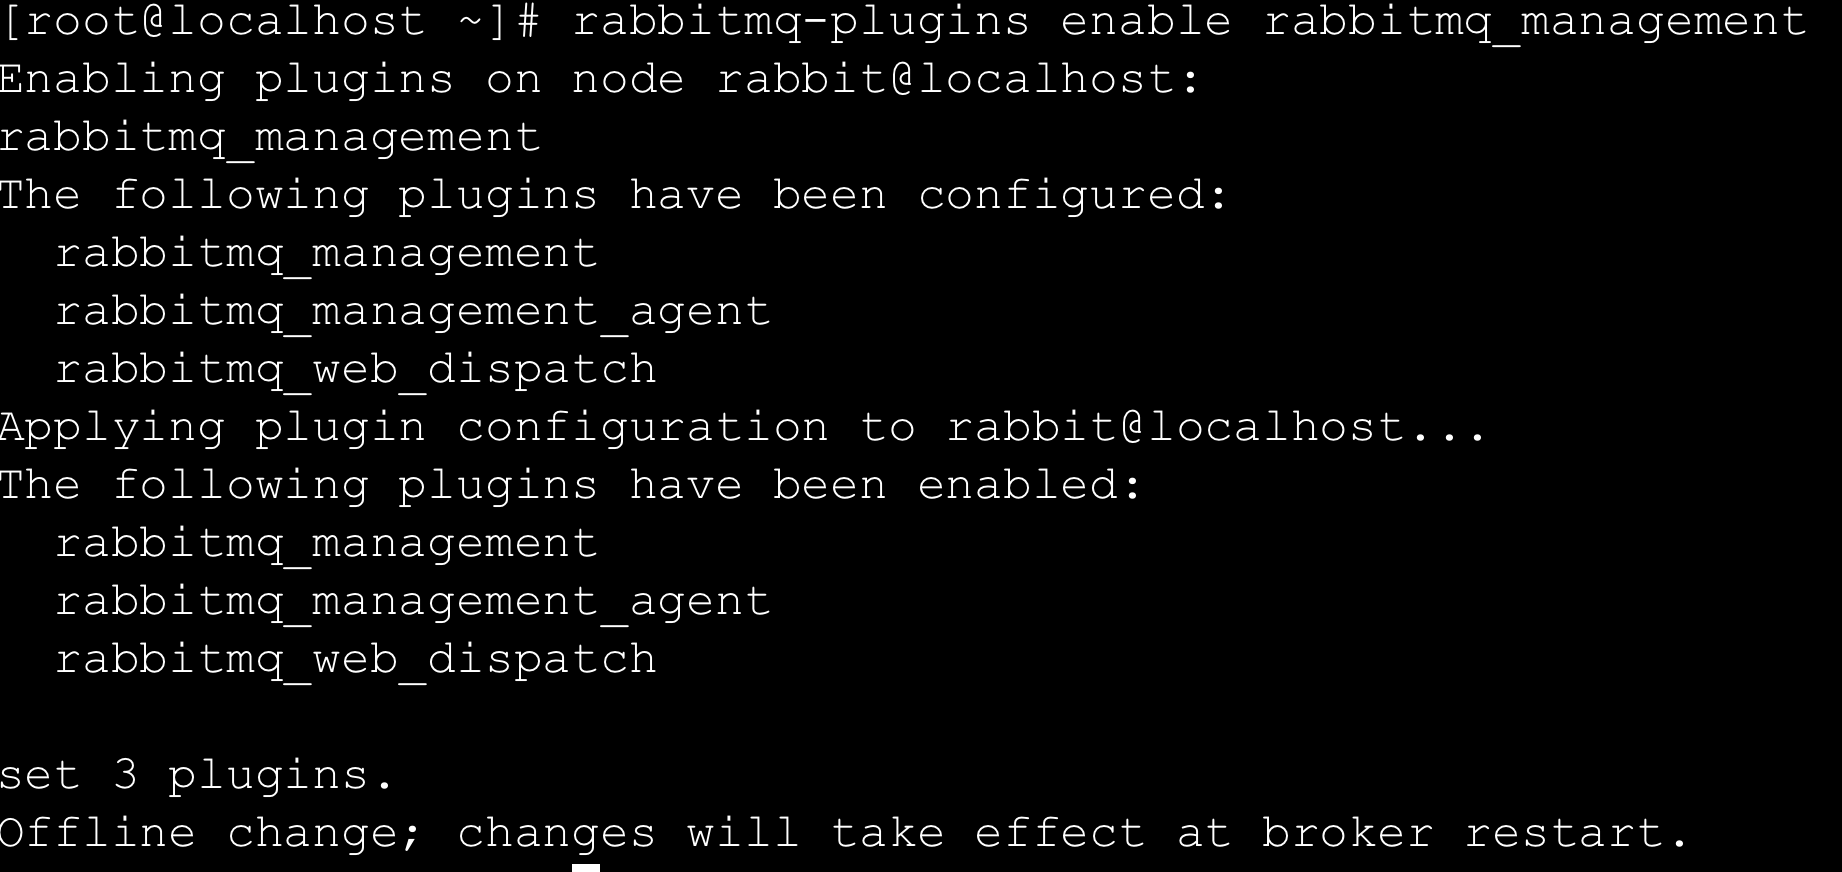 [root@localhost ~]# rabbitmq-plugins enable rabbitmq_management
Enabling plugins on node rabbit@localhost:
rabbitmq_management
The following plugins have been configured:
  rabbitmq_management
  rabbitmq_management_agent
  rabbitmq_web_dispatch
Applying plugin configuration to rabbit@localhost...
The following plugins have been enabled:
  rabbitmq_management
  rabbitmq_management_agent
  rabbitmq_web_dispatch

set 3 plugins.
Offline change; changes will take effect at broker restart.